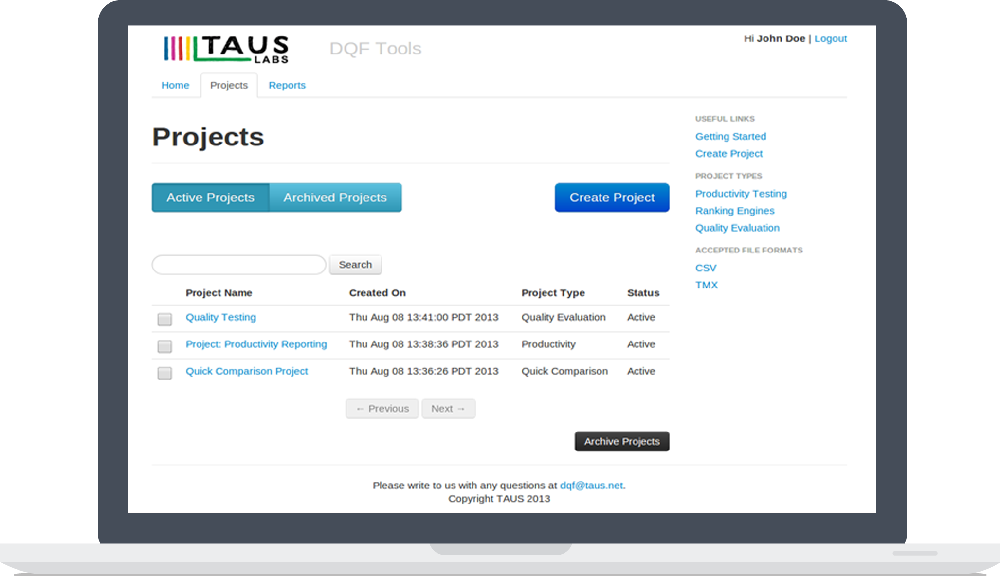 TAUS
LABS
DQF Tools
Hi John Doe | Logout
Home Projects Reports
Projects
Active Projects Archived Projects Create Project
Search
Project Name Created On Project Type Status
Quality Testing Thu Aug 08 13:41:00 PDT 2013 Quality Evaluation Active
Project: Productivity Reporting Thu Aug 08 13:38:36 PDT 2013 Productivity Active
Quick Comparison Project Thu Aug 08 13:36:26 PDT 2013 Quick Comparison Active
← Previous Next →
Archive Projects
USEFUL LINKS
Getting Started
Create Project
PROJECT TYPES
Productivity Testing
Ranking Engines
Quality Evaluation
ACCEPTED FILE FORMATS
CSV
TMX
Please write to us with any questions at dqf@taus.net.
Copyright TAUS 2013